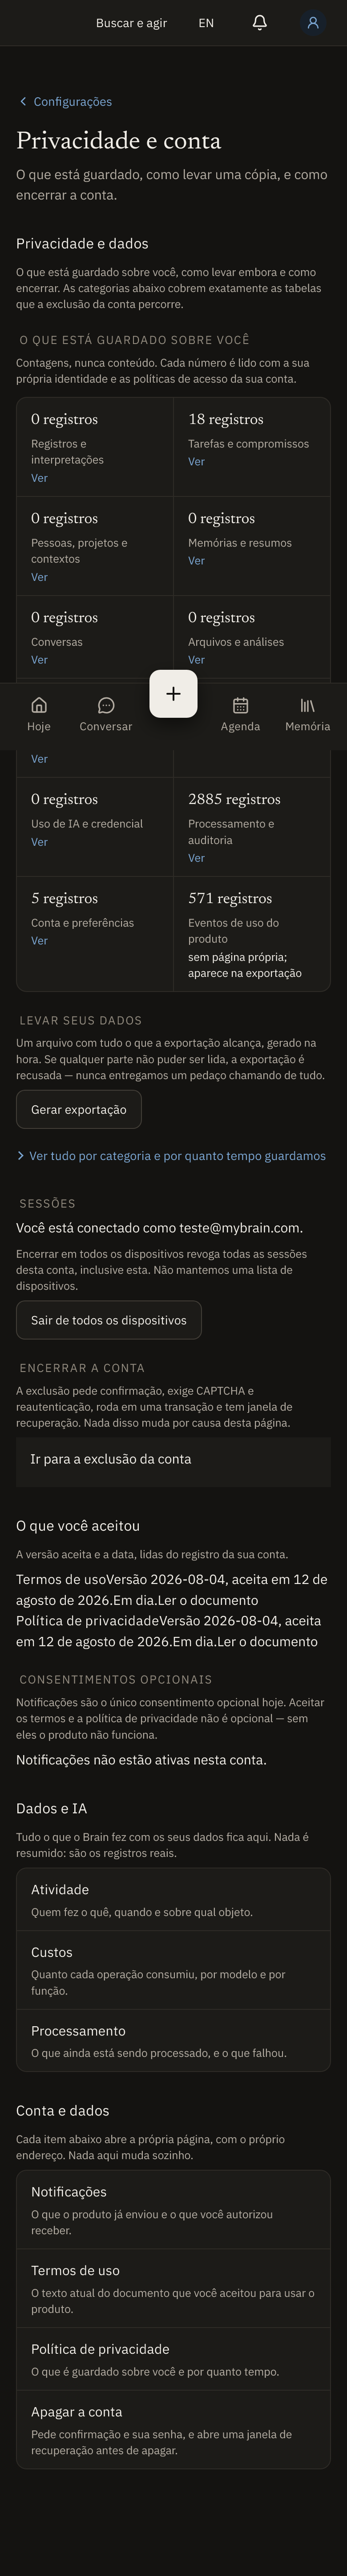 Buscar e agir EN
Configurações
Privacidade e conta
O que está guardado, como levar uma cópia, e como
encerrar a conta.
Privacidade e dados
O que está guardado sobre você, como levar embora e como
encerrar. As categorias abaixo cobrem exatamente as tabelas
que a exclusão da conta percorre.
O QUE ESTÁ GUARDADO SOBRE VOCÊ
Contagens, nunca conteúdo. Cada número é lido com a sua
própria identidade e as políticas de acesso da sua conta.
0 registros
Registros e
interpretações
Ver
18 registros
Tarefas e compromissos
Ver
0 registros
Pessoas, projetos e
contextos
Ver
0 registros
Memórias e resumos
Ver
0 registros
Conversas
Ver
0 registros
Arquivos e análises
Ver
Hoje
Conversar
Agenda
Memória
Ver
0 registros
Uso de IA e credencial
Ver
2885 registros
Processamento e
auditoria
Ver
5 registros
Conta e preferências
Ver
571 registros
Eventos de uso do
produto
sem página própria;
aparece na exportação
LEVAR SEUS DADOS
Um arquivo com tudo o que a exportação alcança, gerado na
hora. Se qualquer parte não puder ser lida, a exportação é
recusada — nunca entregamos um pedaço chamando de tudo.
Gerar exportação
Ver tudo por categoria e por quanto tempo guardamos
SESSÕES
Você está conectado como teste@mybrain.com.
Encerrar em todos os dispositivos revoga todas as sessões
desta conta, inclusive esta. Não mantemos uma lista de
dispositivos.
Sair de todos os dispositivos
ENCERRAR A CONTA
A exclusão pede confirmação, exige CAPTCHA e
reautenticação, roda em uma transação e tem janela de
recuperação. Nada disso muda por causa desta página.
Ir para a exclusão da conta
O que você aceitou
A versão aceita e a data, lidas do registro da sua conta.
Termos de usoVersão 2026-08-04, aceita em 12 de
agosto de 2026.Em dia.Ler o documento
Política de privacidadeVersão 2026-08-04, aceita
em 12 de agosto de 2026.Em dia.Ler o documento
CONSENTIMENTOS OPCIONAIS
Notificações são o único consentimento opcional hoje. Aceitar
os termos e a política de privacidade não é opcional — sem
eles o produto não funciona.
Notificações não estão ativas nesta conta.
Dados e IA
Tudo o que o Brain fez com os seus dados fica aqui. Nada é
resumido: são os registros reais.
Atividade
Quem fez o quê, quando e sobre qual objeto.
Custos
Quanto cada operação consumiu, por modelo e por
função.
Processamento
O que ainda está sendo processado, e o que falhou.
Conta e dados
Cada item abaixo abre a própria página, com o próprio
endereço. Nada aqui muda sozinho.
Notificações
O que o produto já enviou e o que você autorizou
receber.
Termos de uso
O texto atual do documento que você aceitou para usar o
produto.
Política de privacidade
O que é guardado sobre você e por quanto tempo.
Apagar a conta
Pede confirmação e sua senha, e abre uma janela de
recuperação antes de apagar.